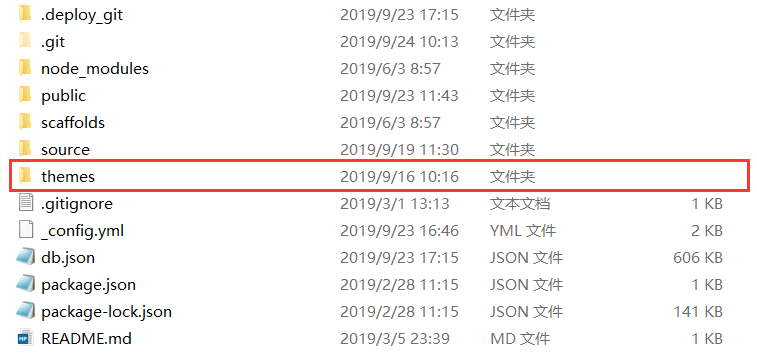 .deploy_git 2019/9/23 17:15 文件夹
.git 2019/9/24 10:13 文件夹
node_modules 2019/6/3 8:57 文件夹
public 2019/9/23 11:43 文件夹
scaffolds 2019/6/3 8:57 文件夹
source 2019/9/19 11:30 文件夹
themes 2019/9/16 10:16 文件夹
.gitignore 2019/3/1 13:13 文本文档 1 KB
_config.yml 2019/9/23 16:46 YML 文件 2 KB
db.json 2019/9/23 17:15 JSON 文件 606 KB
package.json 2019/2/28 11:15 JSON 文件 1 KB
package-lock.json 2019/2/28 11:15 JSON 文件 141 KB
README.md 2019/3/5 23:39 MD 文件 1 KB